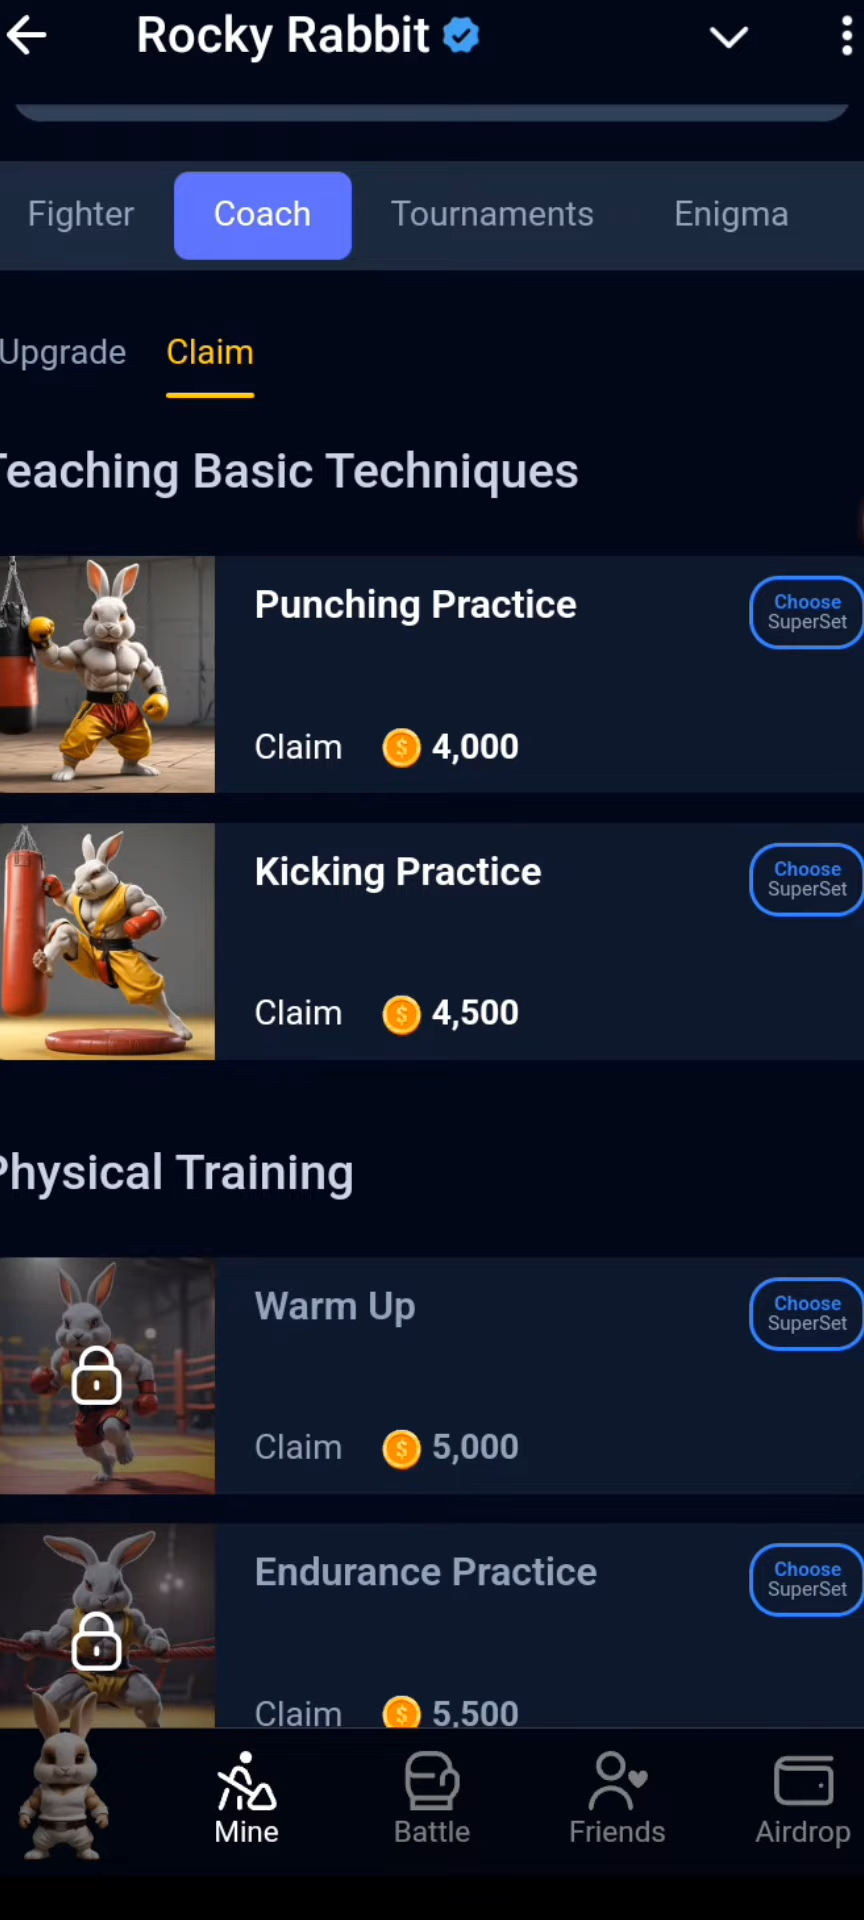 Rocky Rabbit
Fighter Coach Tournaments Enigma
Upgrade Claim
Teaching Basic Techniques
Punching Practice
Choose
SuperSet
Claim 4,000
Kicking Practice
Choose
SuperSet
Claim 4,500
Physical Training
Warm Up
Choose
SuperSet
Claim 5,000
Endurance Practice
Choose
SuperSet
Claim 5,500
Mine Battle Friends Airdrop